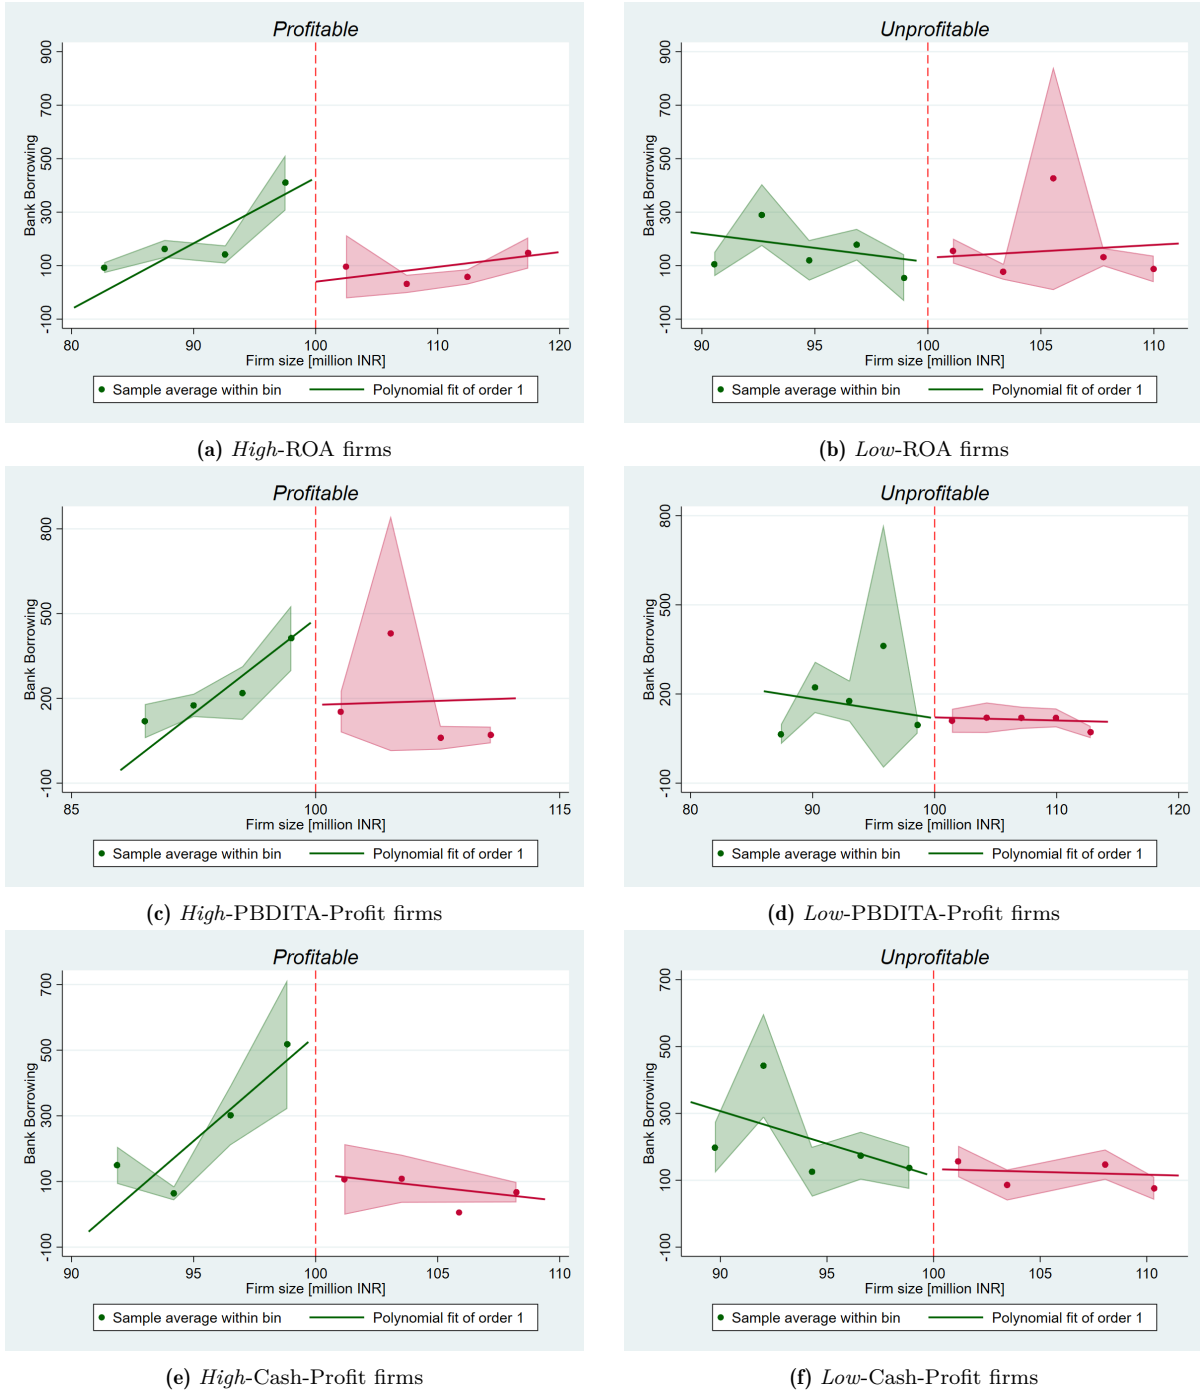 Profitable
Unprofitable
900
700
500
300
100
-100
Bank Borrowing
80 90 100 110 120
Firm size [million INR]
Sample average within bin Polynomial fit of order 1
(a) High-ROA firms
900
700
500
300
100
-100
Bank Borrowing
90 95 100 105 110
Firm size [million INR]
Sample average within bin Polynomial fit of order 1
(b) Low-ROA firms
Profitable
Unprofitable
800
500
200
-100
Bank Borrowing
85 100 115
Firm size [million INR]
Sample average within bin Polynomial fit of order 1
(c) High-PBDITA-Profit firms
800
500
200
-100
Bank Borrowing
80 90 100 110 120
Firm size [million INR]
Sample average within bin Polynomial fit of order 1
(d) Low-PBDITA-Profit firms
Profitable
Unprofitable
700
500
300
100
-100
Bank Borrowing
90 95 100 105 110
Firm size [million INR]
Sample average within bin Polynomial fit of order 1
(e) High-Cash-Profit firms
700
500
300
100
-100
Bank Borrowing
90 95 100 105 110
Firm size [million INR]
Sample average within bin Polynomial fit of order 1
(f) Low-Cash-Profit firms